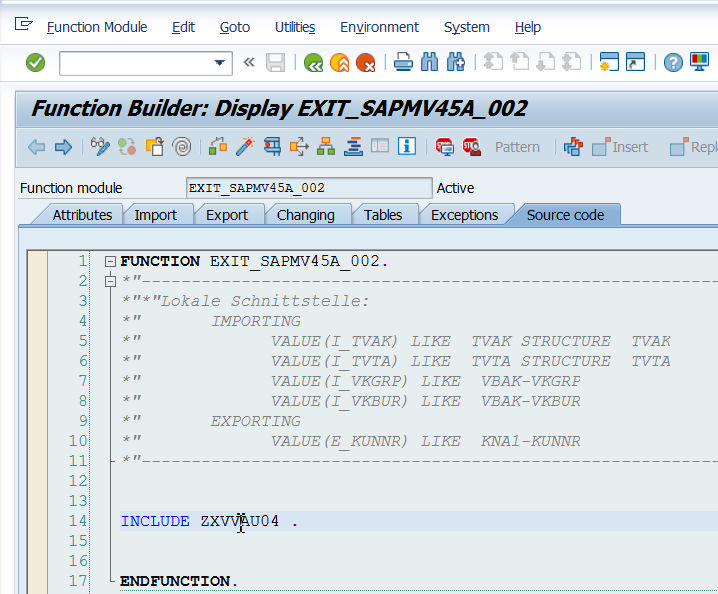 Function Module Edit Goto Utilities Environment System Help
Function Builder: Display EXIT_SAPMV45A_002
Pattern Insert Repl
Function module EXIT_SAPMV45A_002 Active
Attributes Import Export Changing Tables Exceptions Source code
1 FUNCTION EXIT_SAPMV45A_002.
2 *"----------------------------------------------------------
3 *"*"Lokale Schnittstelle:
4 *" IMPORTING
5 *" VALUE(I_TVAK) LIKE TVAK STRUCTURE TVAK
6 *" VALUE(I_TVTA) LIKE TVTA STRUCTURE TVTA
7 *" VALUE(I_VKGRP) LIKE VBAK-VKGRP
8 *" VALUE(I_VKBUR) LIKE VBAK-VKBUR
9 *" EXPORTING
10 *" VALUE(E_KUNNR) LIKE KNA1-KUNNR
11 *"----------------------------------------------------------
12
13
14 INCLUDE ZXVVAU04 .
15
16
17 ENDFUNCTION.